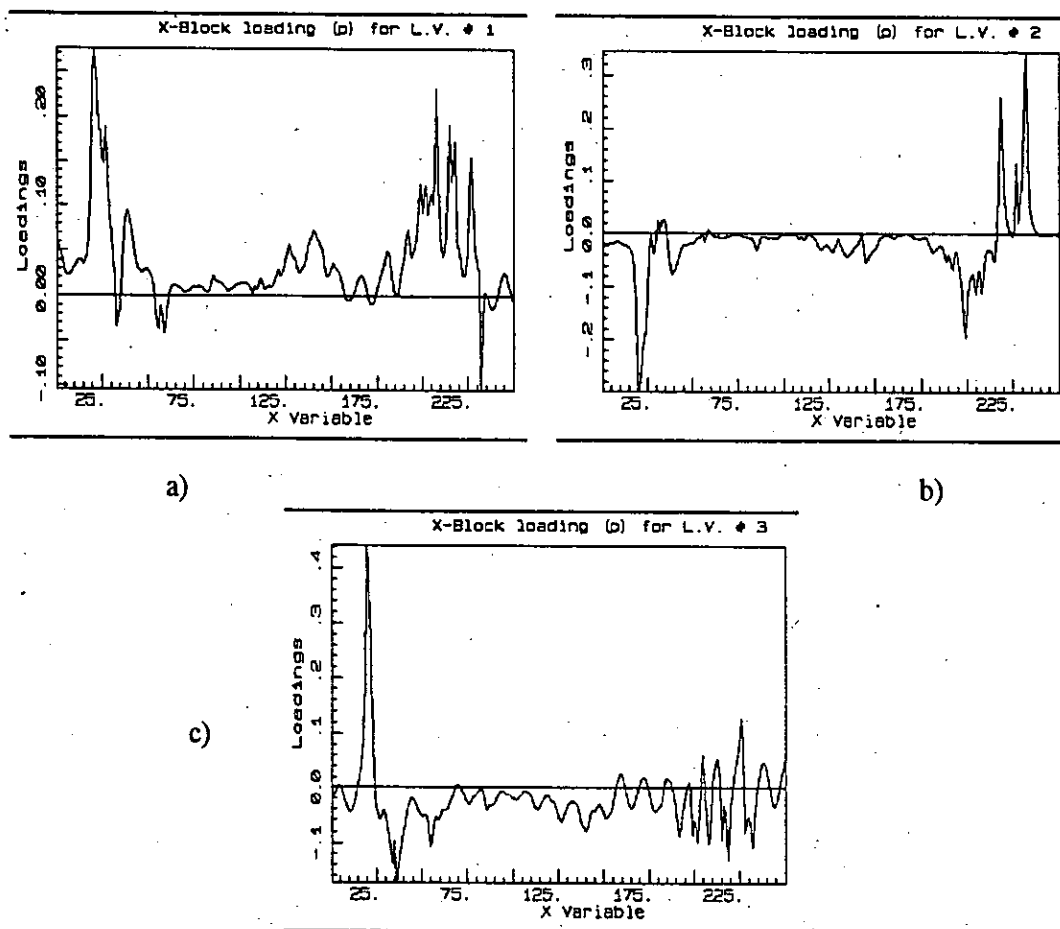 X-Block loading (p) for L.V. # 1
Loadings
.20
.10
0.00
-.10
25. 75. 125. 175. 225.
X Variable
a)
X-Block loading (p) for L.V. # 2
Loadings
.3
.2
.1
0.0
-.1
-.2
25. 75. 125. 175. 225.
X Variable
b)
X-Block loading (p) for L.V. # 3
Loadings
.4
.3
.2
.1
0.0
-.1
25. 75. 125. 175. 225.
X Variable
c)